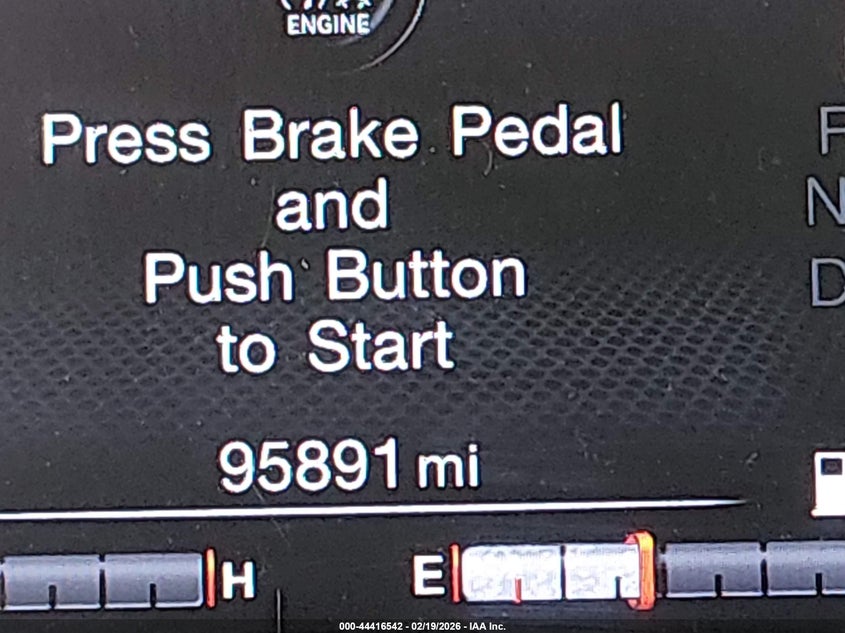 ENGINE
Press Brake Pedal
and
Push Button
to Start
N
D
95891 mi
H
E
000-44416542 - 02/19/2026 - IAA Inc.